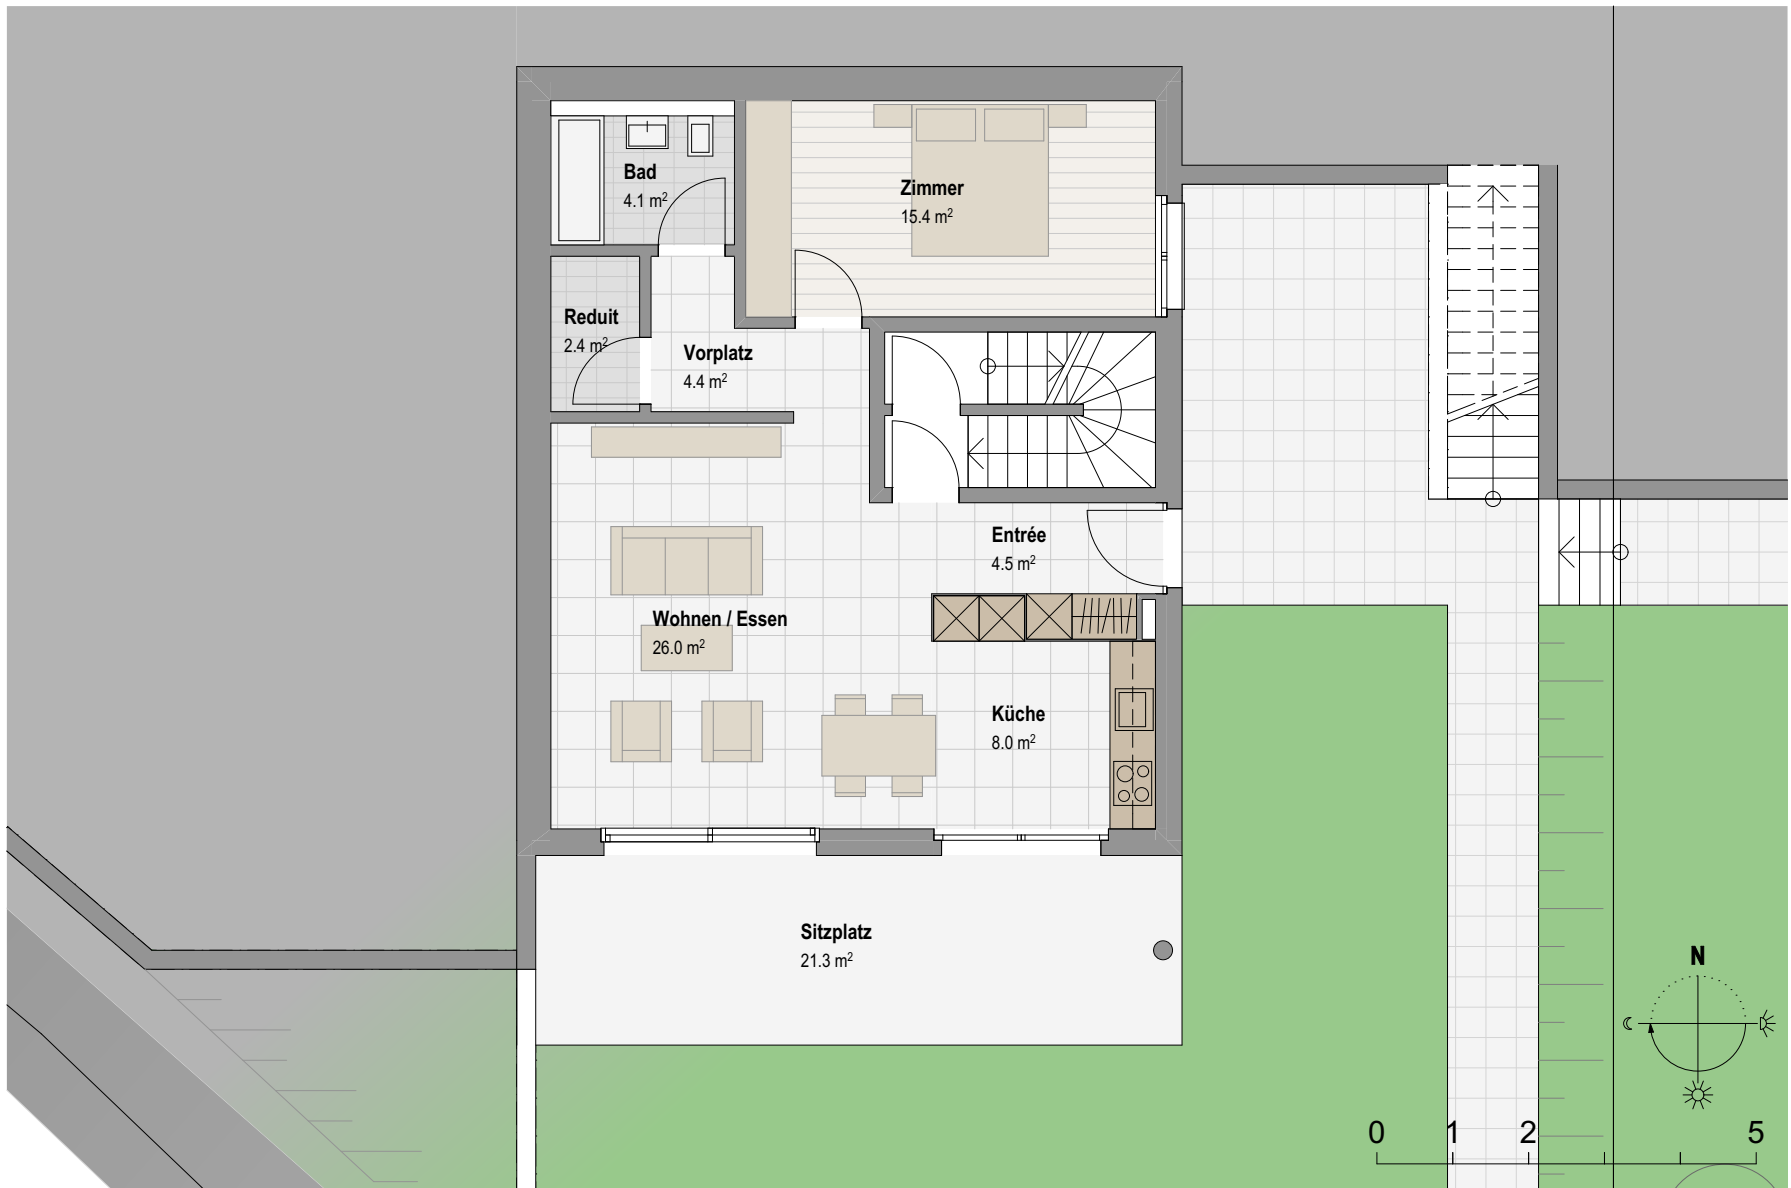 Bad
4.1 m²
Zimmer
15.4 m²
Reduit
2.4 m²
Vorplatz
4.4 m²
Entrée
4.5 m²
Wohnen / Essen
26.0 m²
Küche
8.0 m²
Sitzplatz
21.3 m²
N
0 1 2 5